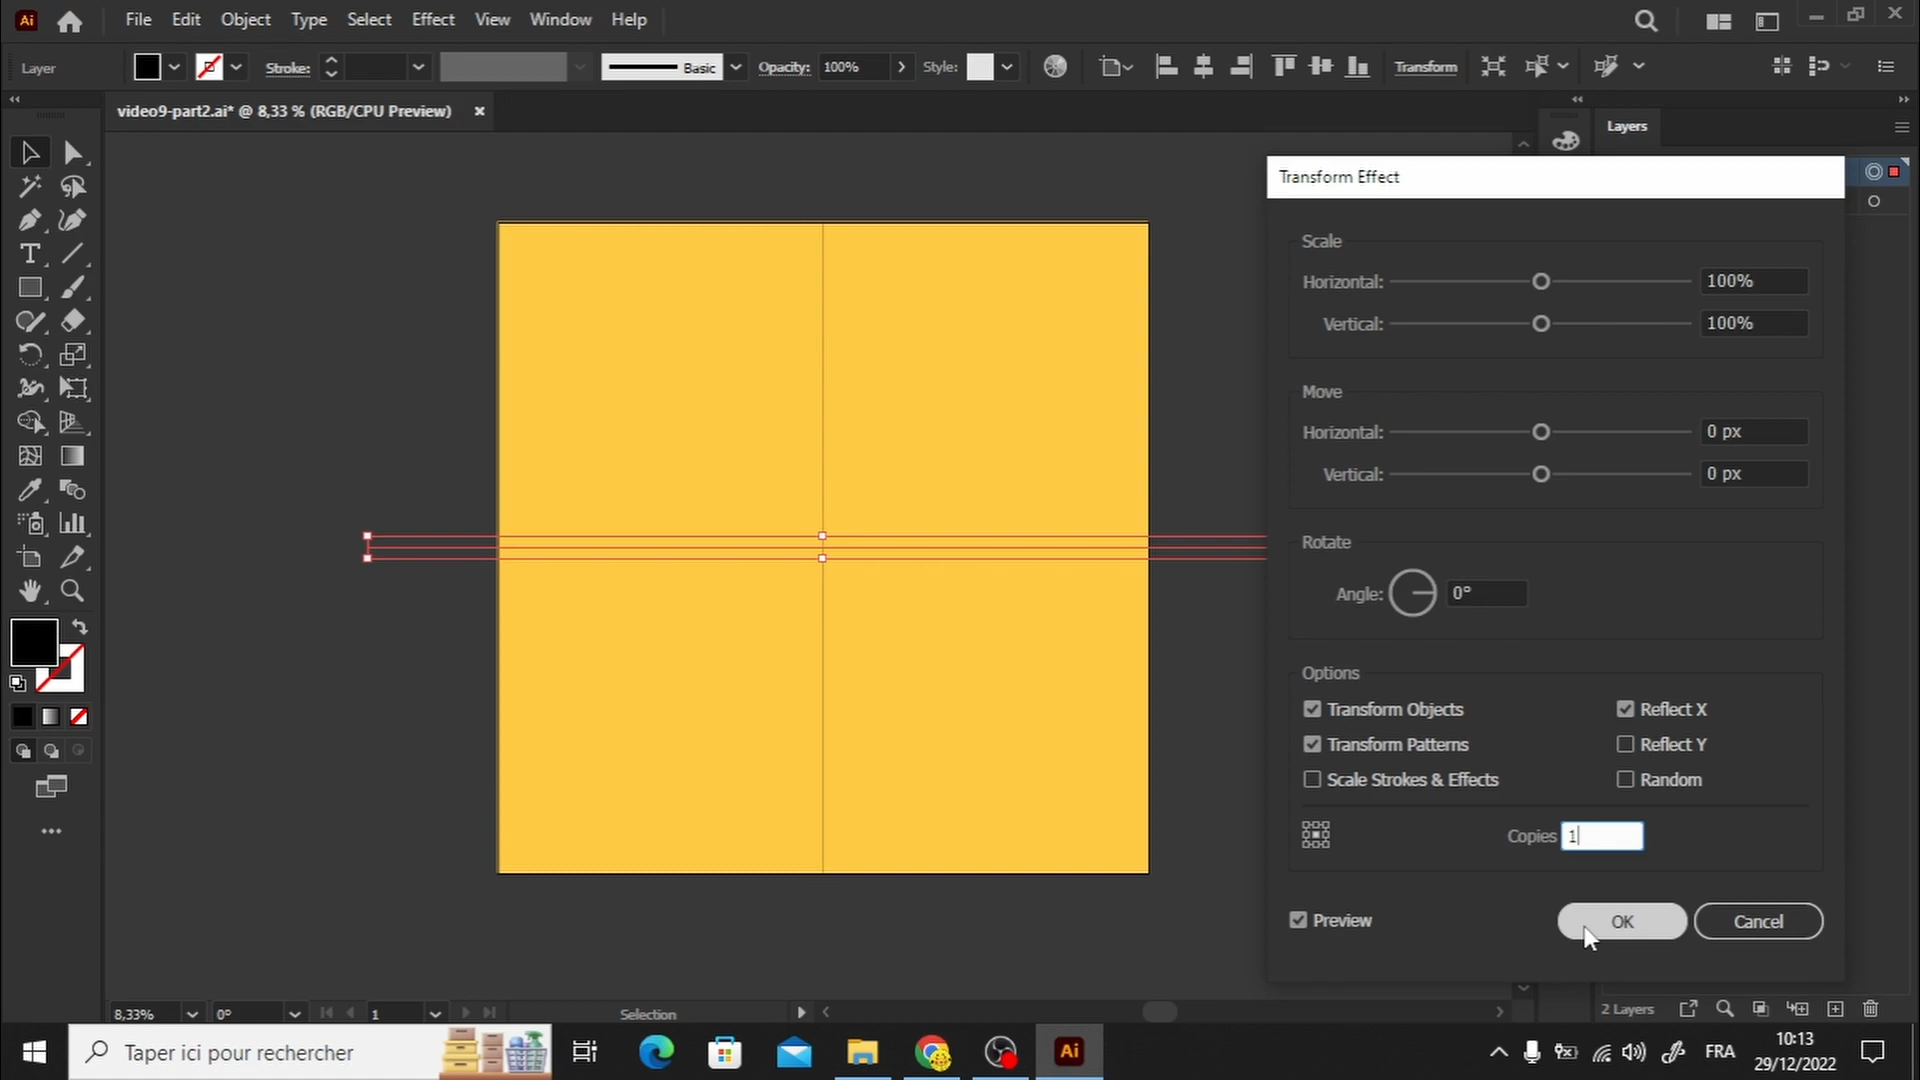 Ai File Edit Object Type Select Effect View Window Help
Layer Stroke: Basic Opacity: 100% Style: Transform
video9-part2.ai* @ 8,33 % (RGB/CPU Preview)
Layers
Transform Effect
Scale
Horizontal: 100%
Vertical: 100%
Move
Horizontal: 0 px
Vertical: 0 px
Rotate
Angle: 0°
Options
Transform Objects Reflect X
Transform Patterns Reflect Y
Scale Strokes & Effects Random
Copies 1
Preview OK Cancel
8,33% 0° 1 Selection 2 Layers
Taper ici pour rechercher Ai FRA 10:13
29/12/2022